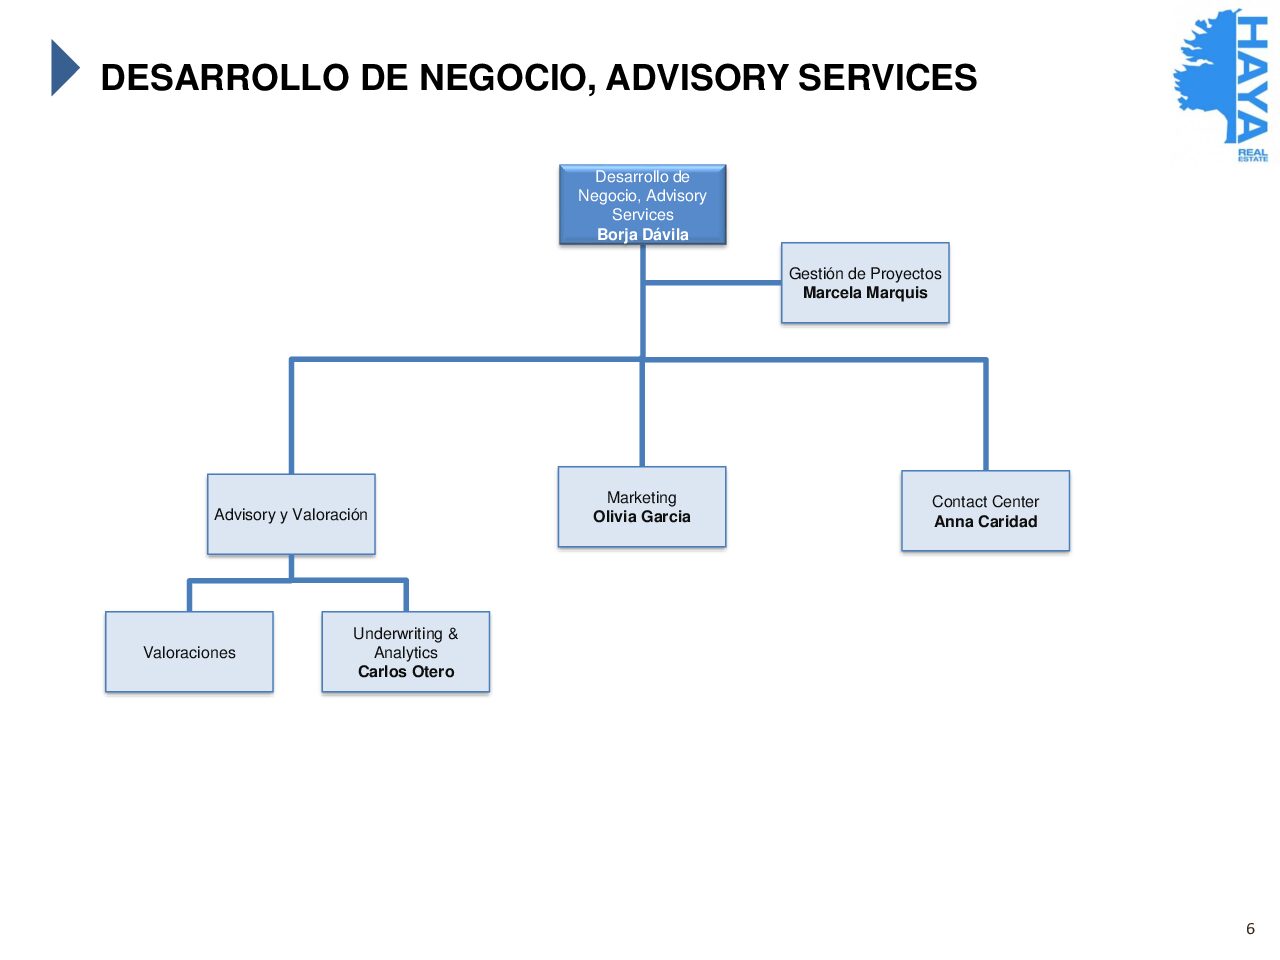 DESARROLLO DE NEGOCIO, ADVISORY SERVICES
HAYA
REAL
ESTATE
Desarrollo de
Negocio, Advisory
Services
Borja Dávila
Gestión de Proyectos
Marcela Marquis
Advisory y Valoración
Marketing
Olivia Garcia
Contact Center
Anna Caridad
Valoraciones
Underwriting &
Analytics
Carlos Otero
6